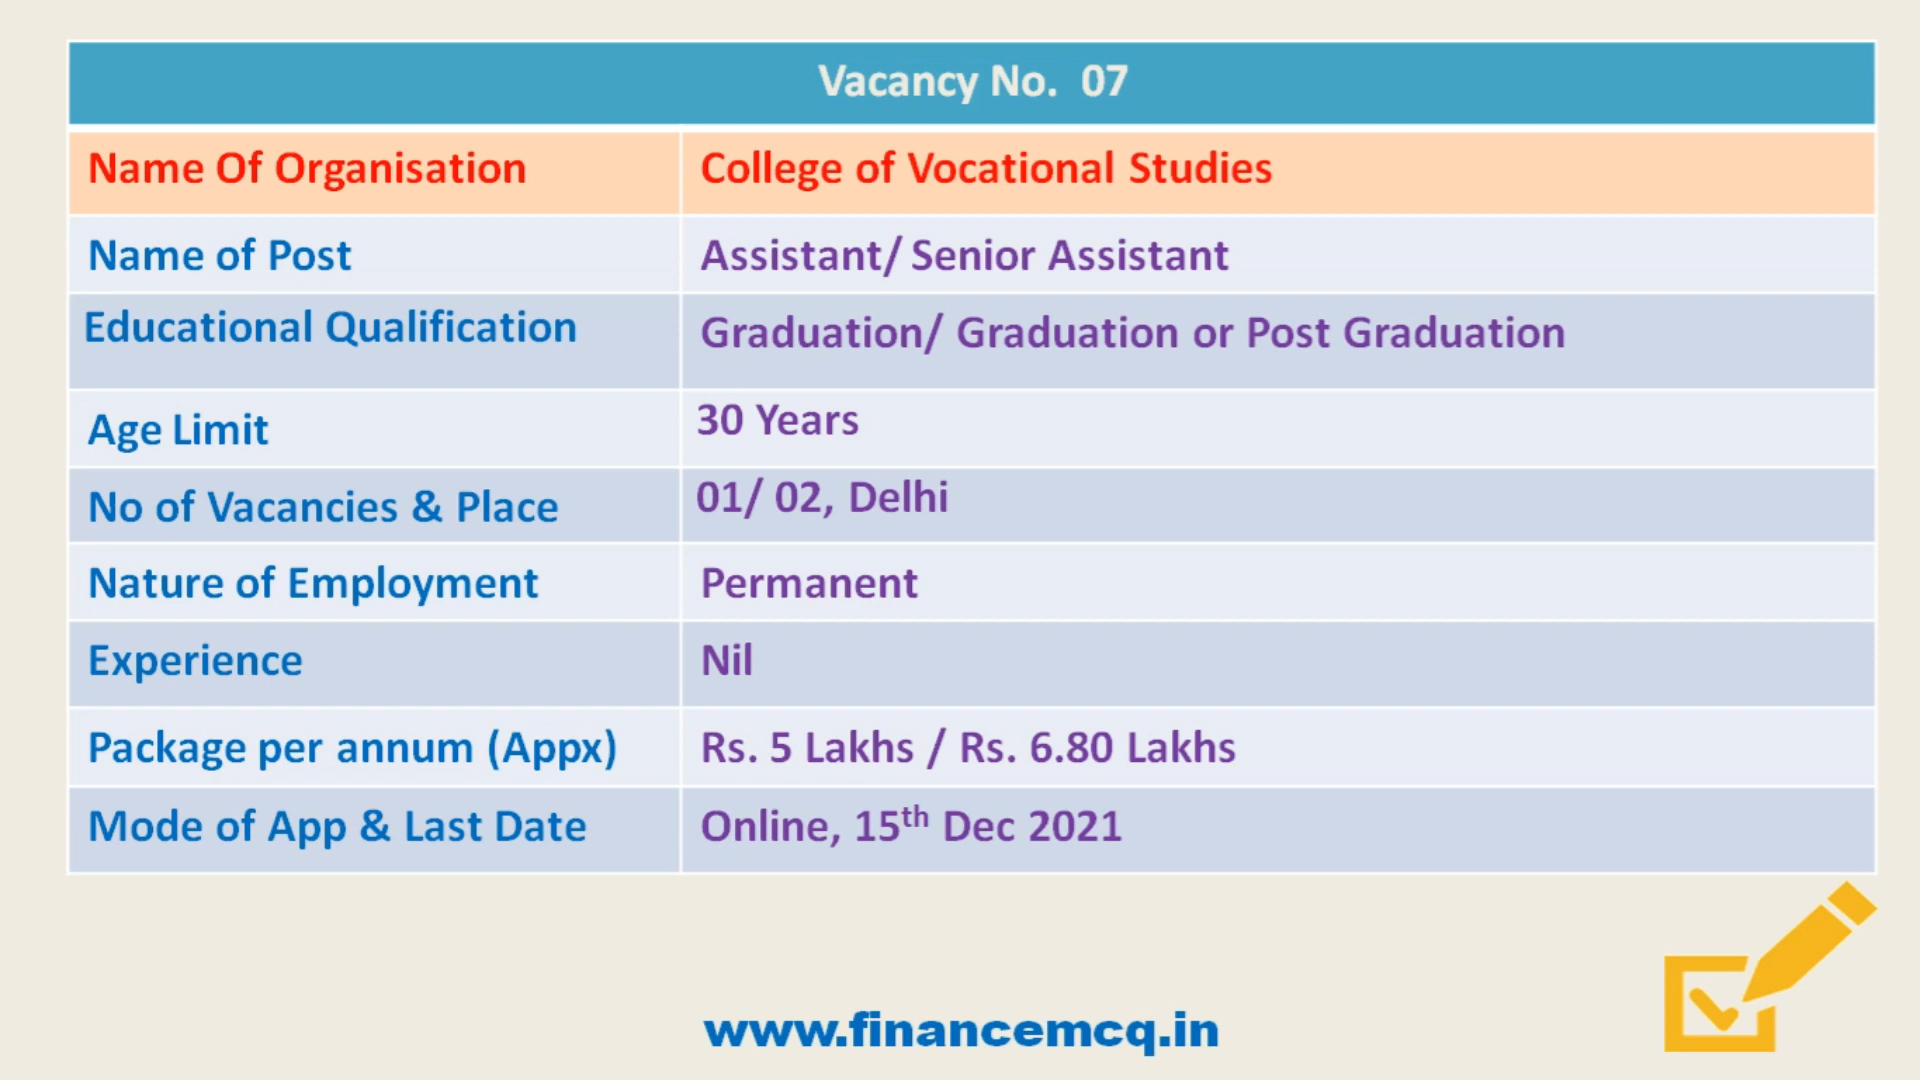 Vacancy No. 07
Name Of Organisation College of Vocational Studies
Name of Post Assistant/ Senior Assistant
Educational Qualification Graduation/ Graduation or Post Graduation
Age Limit 30 Years
No of Vacancies & Place 01/ 02, Delhi
Nature of Employment Permanent
Experience Nil
Package per annum (Appx) Rs. 5 Lakhs / Rs. 6.80 Lakhs
Mode of App & Last Date Online, 15th Dec 2021
www.financemcq.in